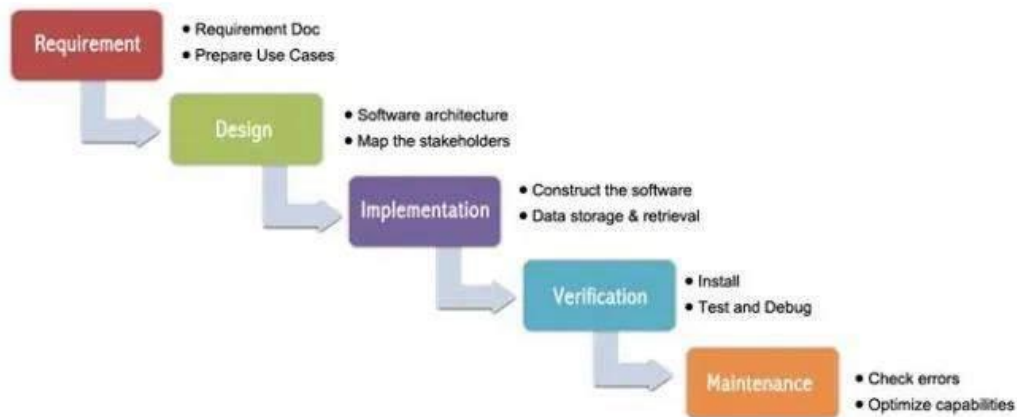 Requirement
• Requirement Doc
• Prepare Use Cases
Design
• Software architecture
• Map the stakeholders
Implementation
• Construct the software
• Data storage & retrieval
Verification
• Install
• Test and Debug
Maintenance
• Check errors
• Optimize capabilities